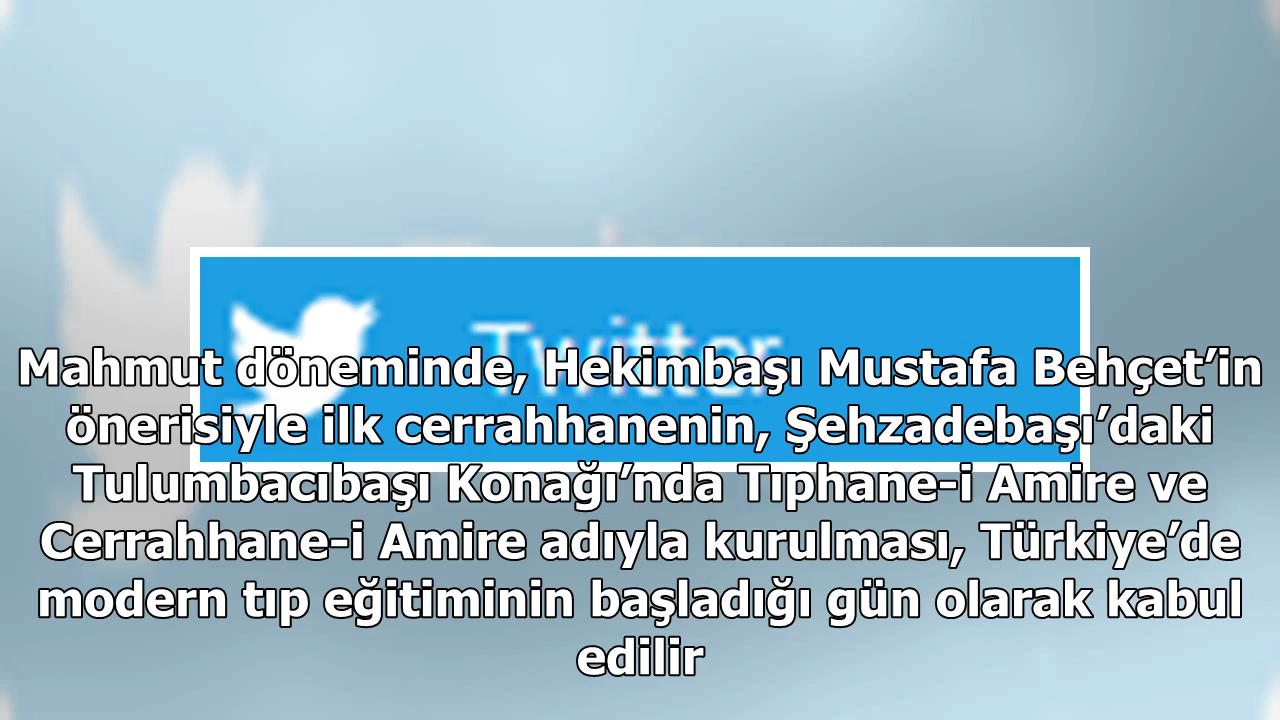 Twitter
Mahmut döneminde, Hekimbaşı Mustafa Behçet’in
önerisiyle ilk cerrahhanenin, Şehzadebaşı’daki
Tulumbacıbaşı Konağı’nda Tıphane-i Amire ve
Cerrahhane-i Amire adıyla kurulması, Türkiye’de
modern tıp eğitiminin başladığı gün olarak kabul
edilir